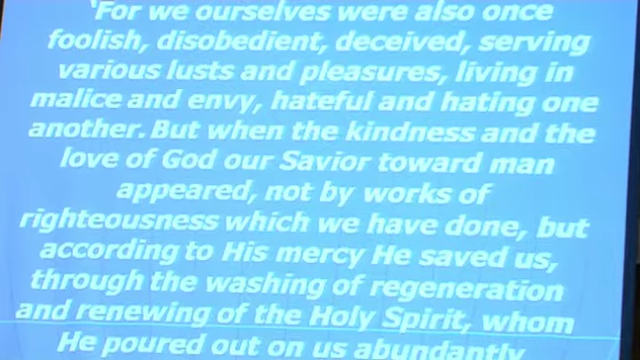 “For we ourselves were also once
foolish, disobedient, deceived, serving
various lusts and pleasures, living in
malice and envy, hateful and hating one
another. But when the kindness and the
love of God our Savior toward man
appeared, not by works of
righteousness which we have done, but
according to His mercy He saved us,
through the washing of regeneration
and renewing of the Holy Spirit, whom
He poured out on us abundantly